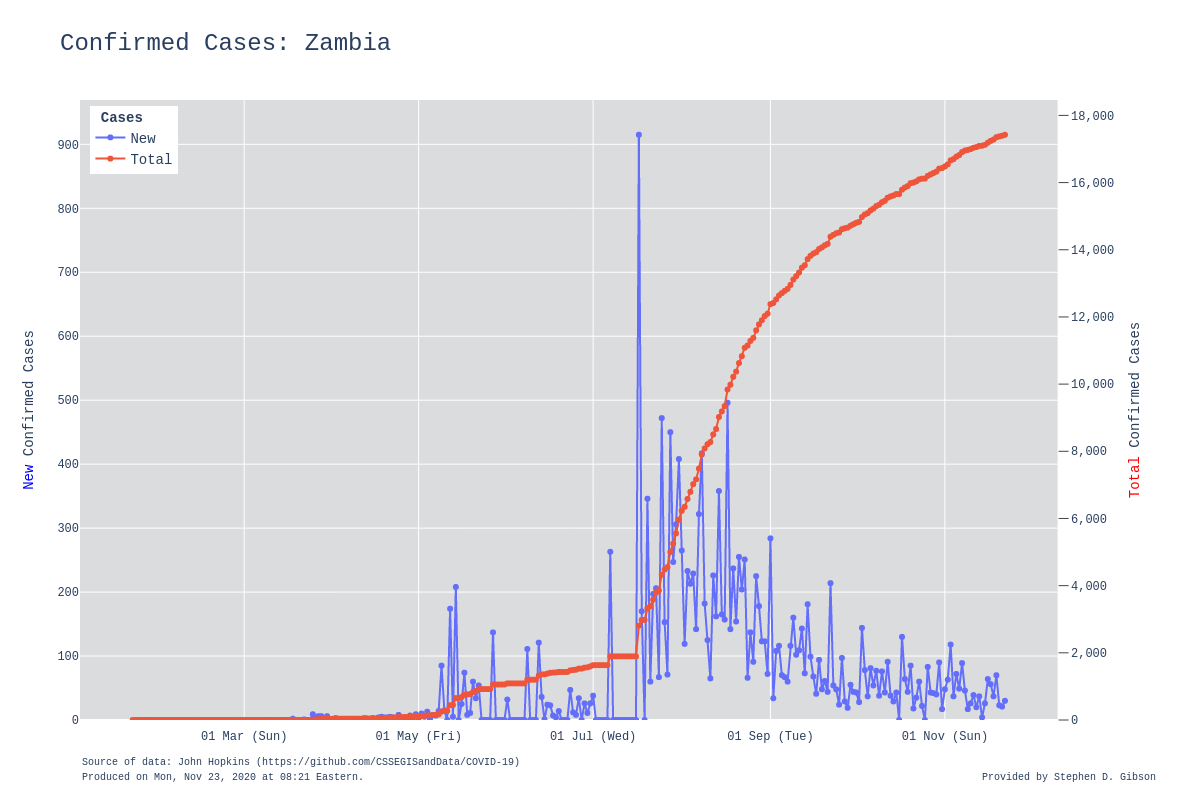 Confirmed Cases: Zambia
Cases
New
Total
900
800
700
600
500
400
300
200
100
0
18,000
16,000
14,000
12,000
10,000
8,000
6,000
4,000
2,000
0
New Confirmed Cases
Total Confirmed Cases
01 Mar (Sun)
01 May (Fri)
01 Jul (Wed)
01 Sep (Tue)
01 Nov (Sun)
Source of data: John Hopkins (https://github.com/CSSEGISandData/COVID-19)
Produced on Mon, Nov 23, 2020 at 08:21 Eastern.
Provided by Stephen D. Gibson